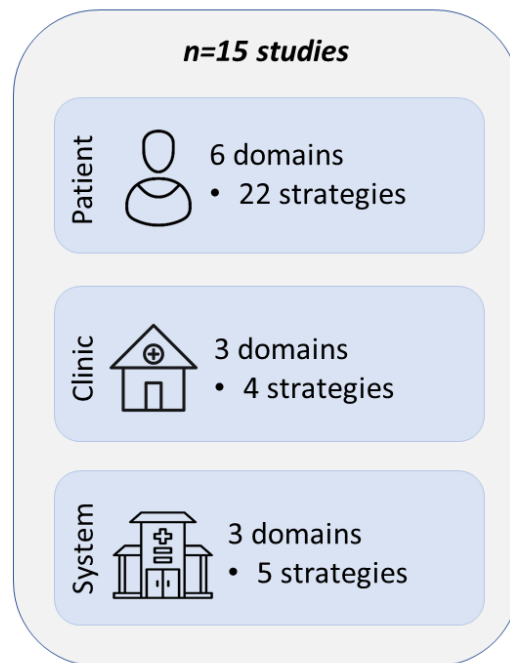 n=15 studies
Patient
6 domains
• 22 strategies
Clinic
3 domains
• 4 strategies
System
3 domains
• 5 strategies